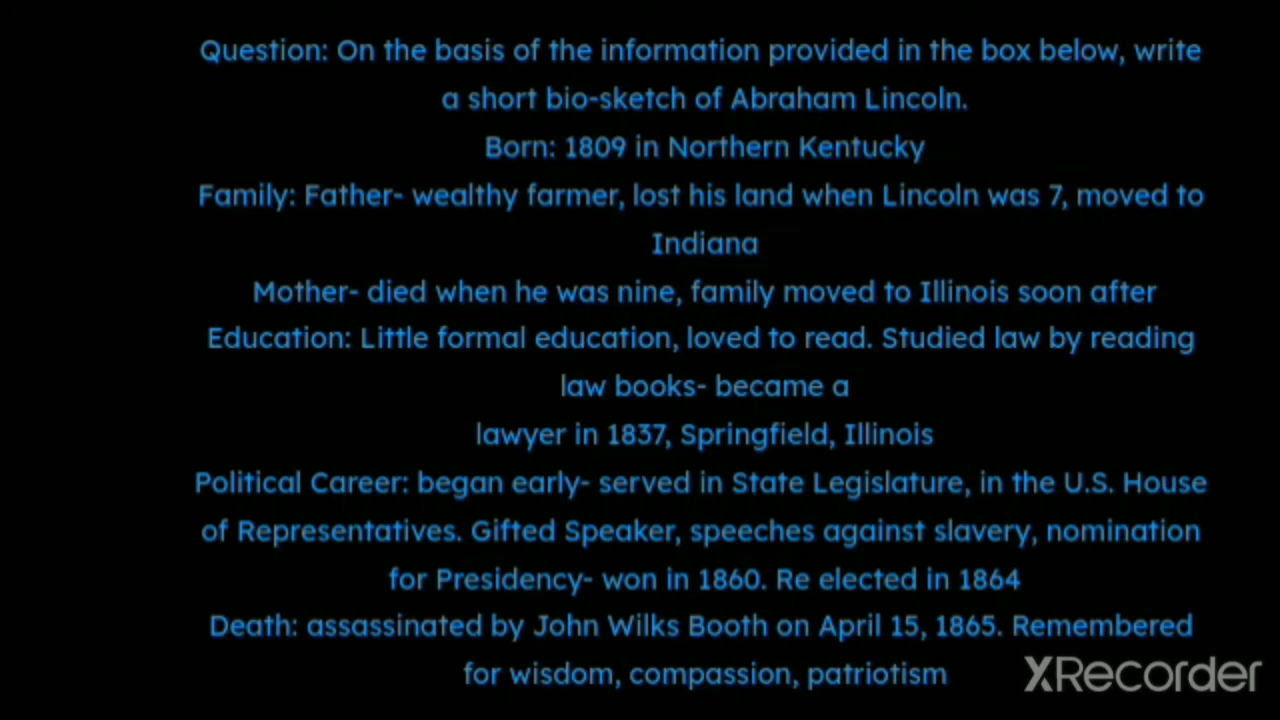 Question: On the basis of the information provided in the box below, write
a short bio-sketch of Abraham Lincoln.
Born: 1809 in Northern Kentucky
Family: Father- wealthy farmer, lost his land when Lincoln was 7, moved to
Indiana
Mother- died when he was nine, family moved to Illinois soon after
Education: Little formal education, loved to read. Studied law by reading
law books- became a
lawyer in 1837, Springfield, Illinois
Political Career: began early- served in State Legislature, in the U.S. House
of Representatives. Gifted Speaker, speeches against slavery, nomination
for Presidency- won in 1860. Re elected in 1864
Death: assassinated by John Wilks Booth on April 15, 1865. Remembered
for wisdom, compassion, patriotism
XRecorder